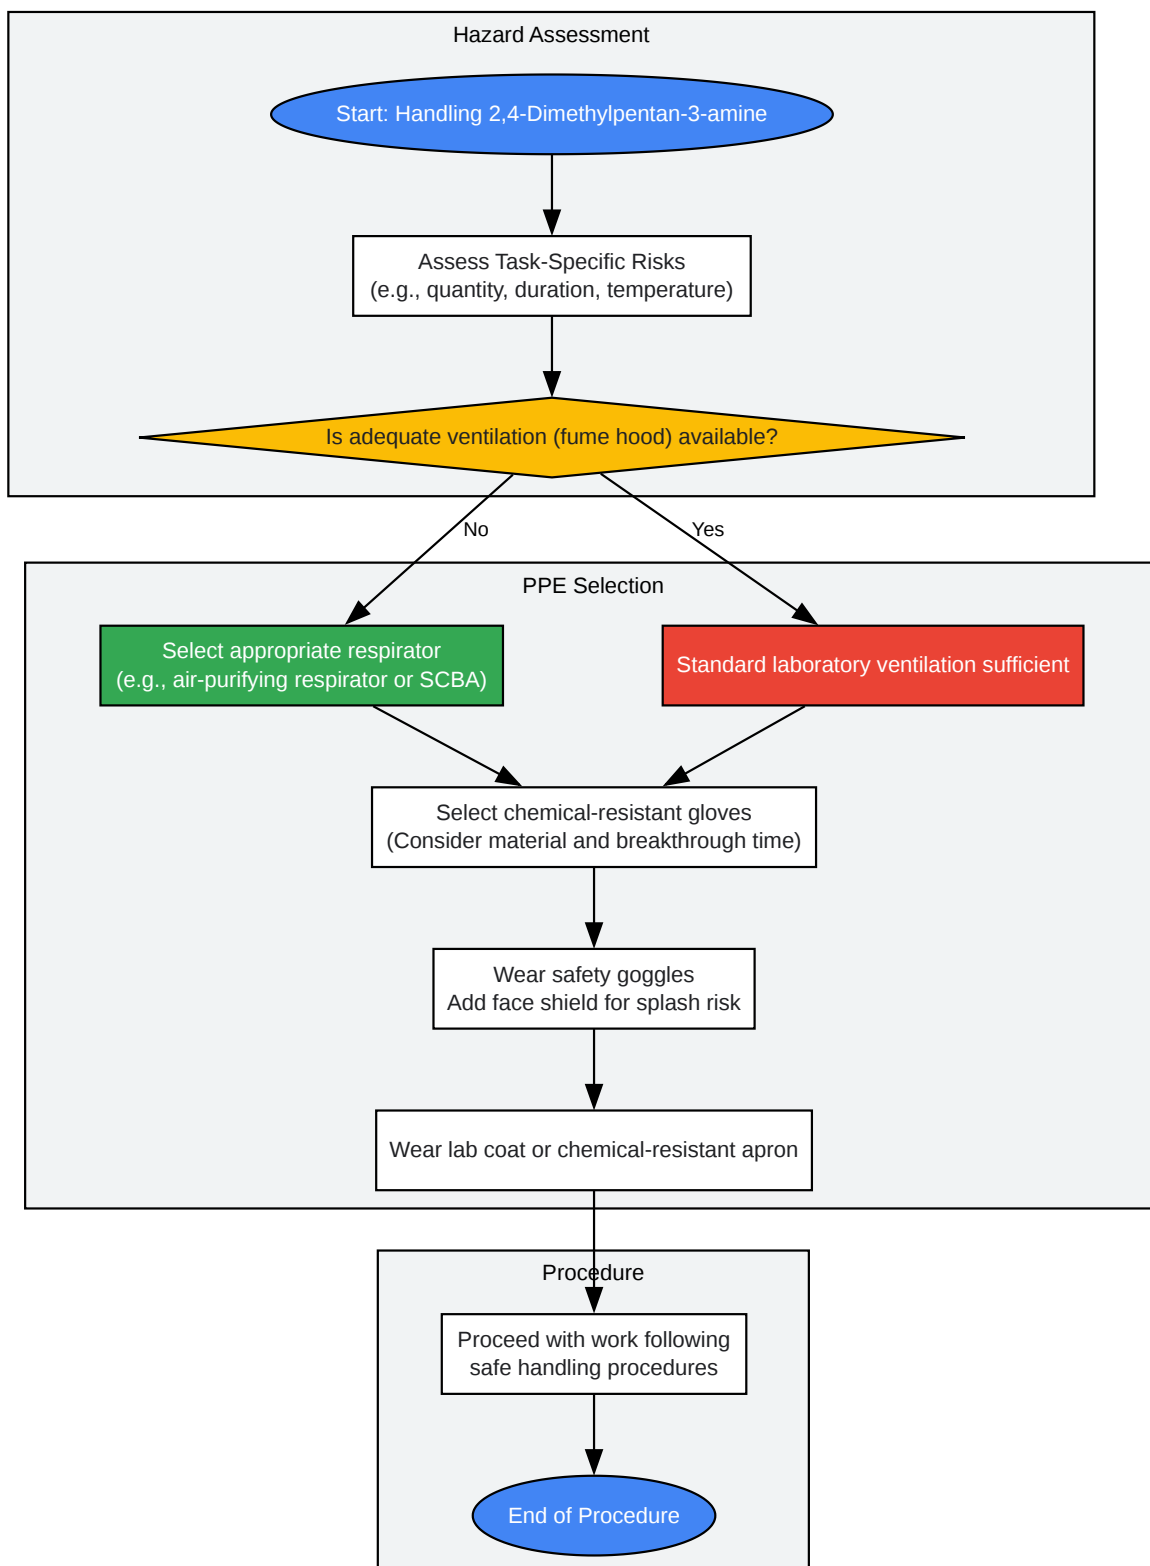 Hazard Assessment
Start: Handling 2,4-Dimethylpentan-3-amine
Assess Task-Specific Risks
(e.g., quantity, duration, temperature)
Is adequate ventilation (fume hood) available?
No
Yes
PPE Selection
Select appropriate respirator
(e.g., air-purifying respirator or SCBA)
Standard laboratory ventilation sufficient
Select chemical-resistant gloves
(Consider material and breakthrough time)
Wear safety goggles
Add face shield for splash risk
Wear lab coat or chemical-resistant apron
Procedure
Proceed with work following
safe handling procedures
End of Procedure